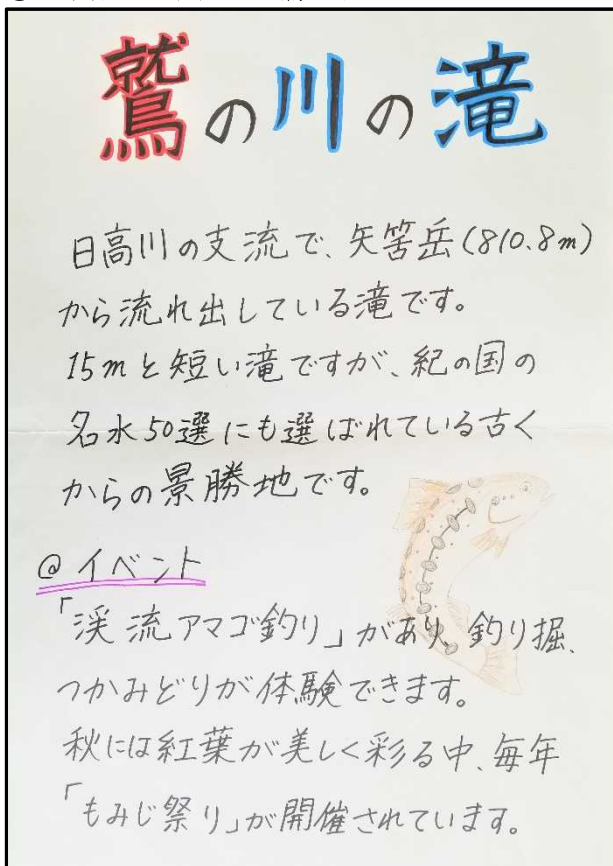 鷲の川の滝
日高川の支流で、矢筈岳(810.8m)
から流れ出している滝です。
15mと短い滝ですが、紀の国の
名水50選にも選ばれている古く
からの景勝地です。
@イベント
「渓流アマゴ釣り」があり、釣り掘、
つかみどりが体験できます。
秋には紅葉が美しく彩る中、毎年
「もみじ祭り」が開催されています。